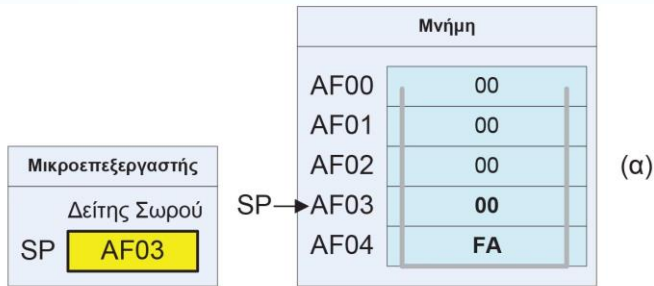 Μνήμη
AF00 00
AF01 00
AF02 00
SP AF03 00
AF04 FA
(α)
Μικροεπεξεργαστής
Δείτης Σωρού
SP AF03